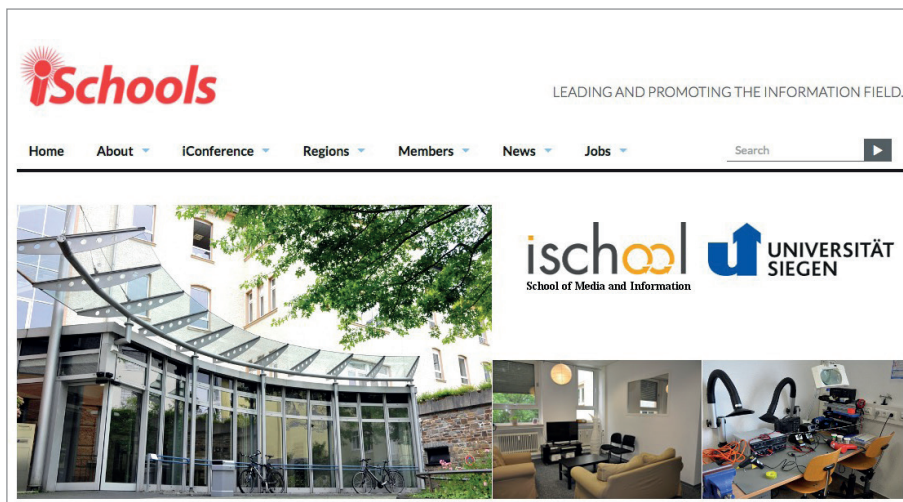 iSchools
LEADING AND PROMOTING THE INFORMATION FIELD.
Home About iConference Regions Members News Jobs Search
ischool
School of Media and Information
UNIVERSITÄT
SIEGEN